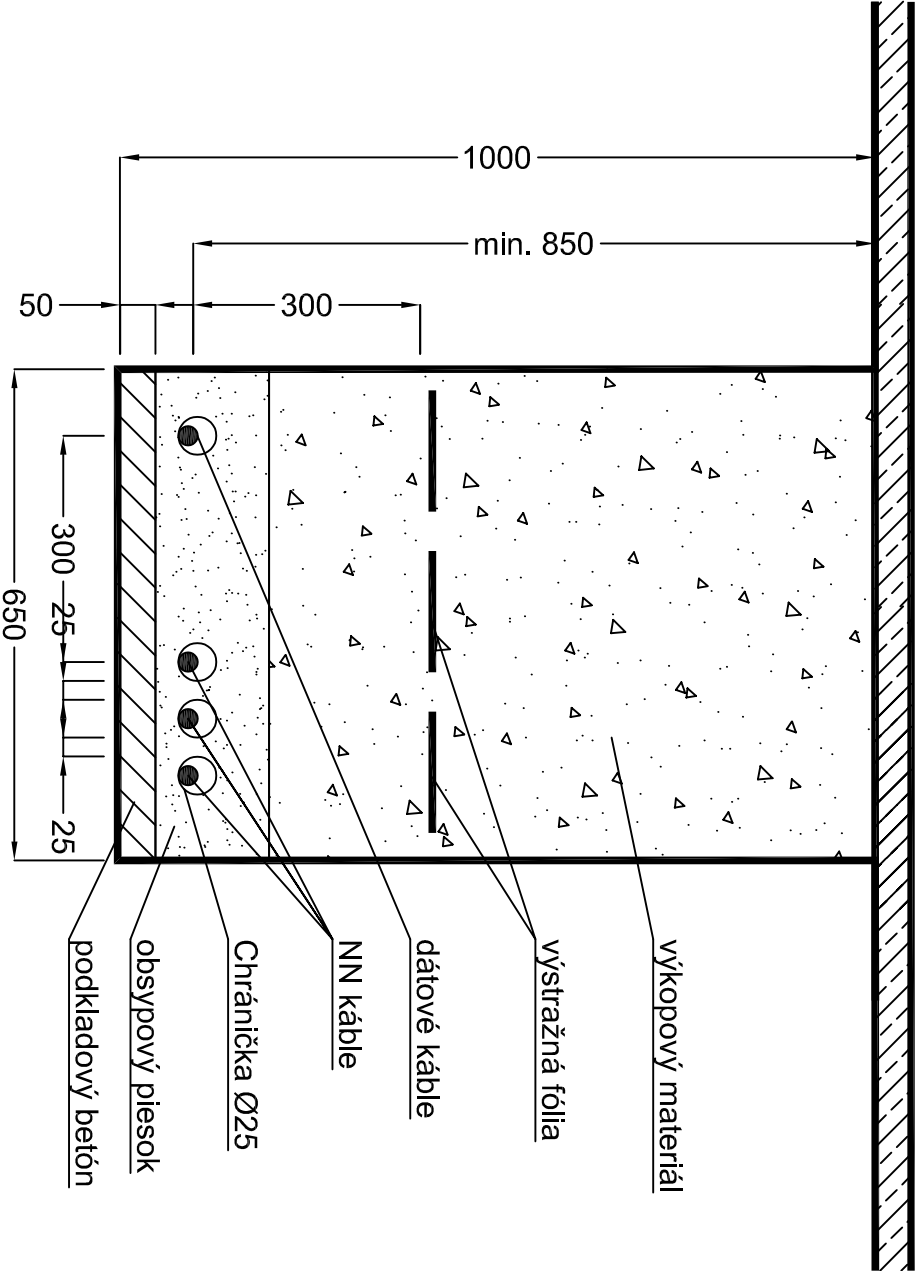 1000
min. 850
300
50
300
25
25
650
výkopový materiál
výstražná fólia
dátové káble
NN káble
Chránička Ø25
obsypový piesok
podkladový betón